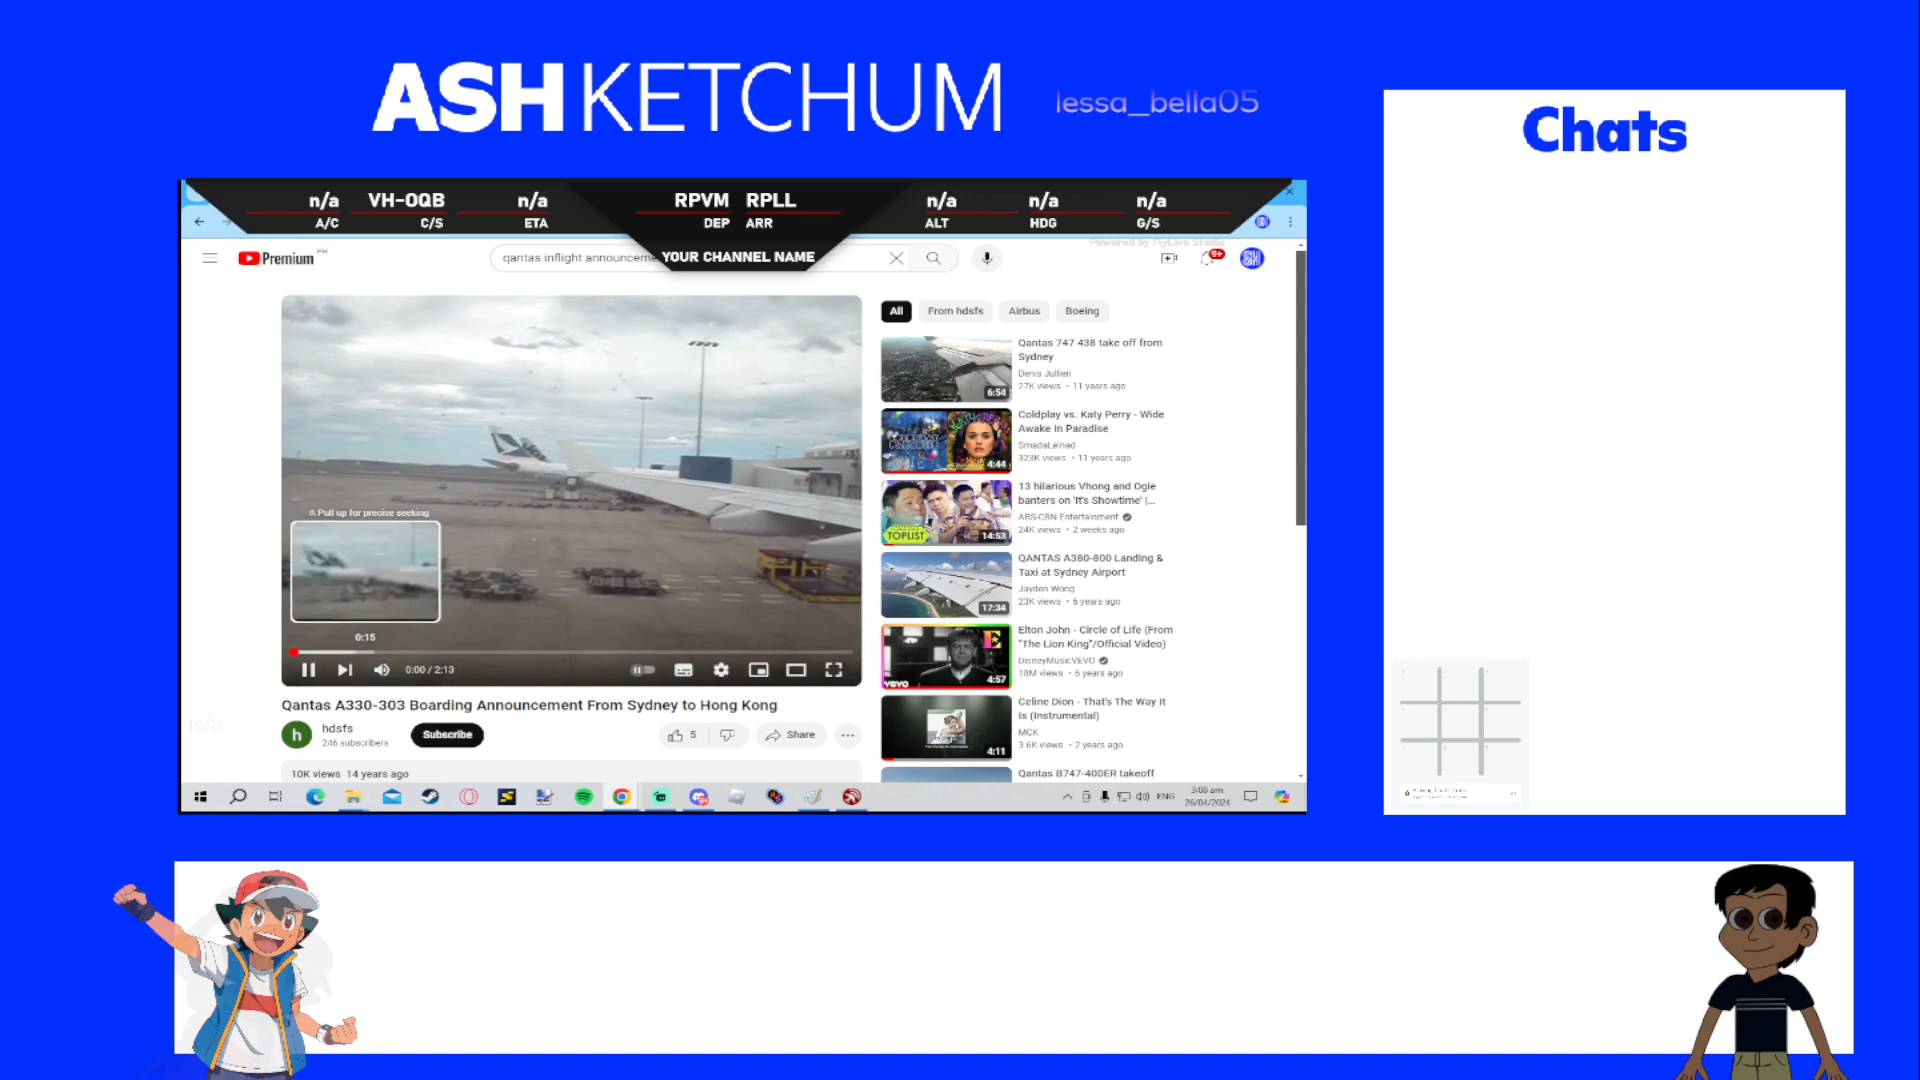 ASH KETCHUM
lessa_bella05
Chats
n/a VH-OQB n/a RPVM RPLL n/a n/a n/a
A/C C/S ETA DEP ARR ALT HDG G/S
YOUR CHANNEL NAME
Powered by FlyLive Studio
Premium PH
qantas inflight announceme
9+
All From hdsfs Airbus Boeing
Qantas 747 438 take off from
Sydney
Denis Jullien
27K views • 11 years ago
6:54
Coldplay vs. Katy Perry - Wide
Awake In Paradise
SmadaLeinad
323K views • 11 years ago
4:44
13 hilarious Vhong and Ogie
banters on 'It's Showtime' |...
ABS-CBN Entertainment
24K views • 2 weeks ago
TOPLIST
14:53
QANTAS A380-800 Landing &
Taxi at Sydney Airport
Jayden Wong
23K views • 6 years ago
17:34
Elton John - Circle of Life (From
"The Lion King"/Official Video)
DisneyMusicVEVO
18M views • 6 years ago
vevo
4:57
Celine Dion - That's The Way It
Is (Instrumental)
MCK
3.6K views • 2 years ago
4:11
Qantas B747-400ER takeoff
Pull up for precise seeking
0:15
0:00 / 2:13
Qantas A330-303 Boarding Announcement From Sydney to Hong Kong
h
hdsfs
246 subscribers
Subscribe
5
Share
10K views 14 years ago
n/a
ENG
3:08 am
26/04/2024